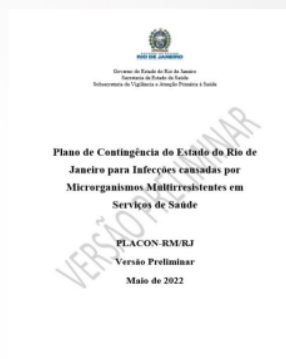 RIO DE JANEIRO
Governo do Estado do Rio de Janeiro
Secretaria de Estado de Saúde
Subsecretaria de Vigilância e Atenção Primária à Saúde
Plano de Contingência do Estado do Rio de
Janeiro para Infecções causadas por
Microrganismos Multirresistentes em
Serviços de Saúde
VERSÃO PRELIMINAR
PLACON-RM/RJ
Versão Preliminar
Maio de 2022